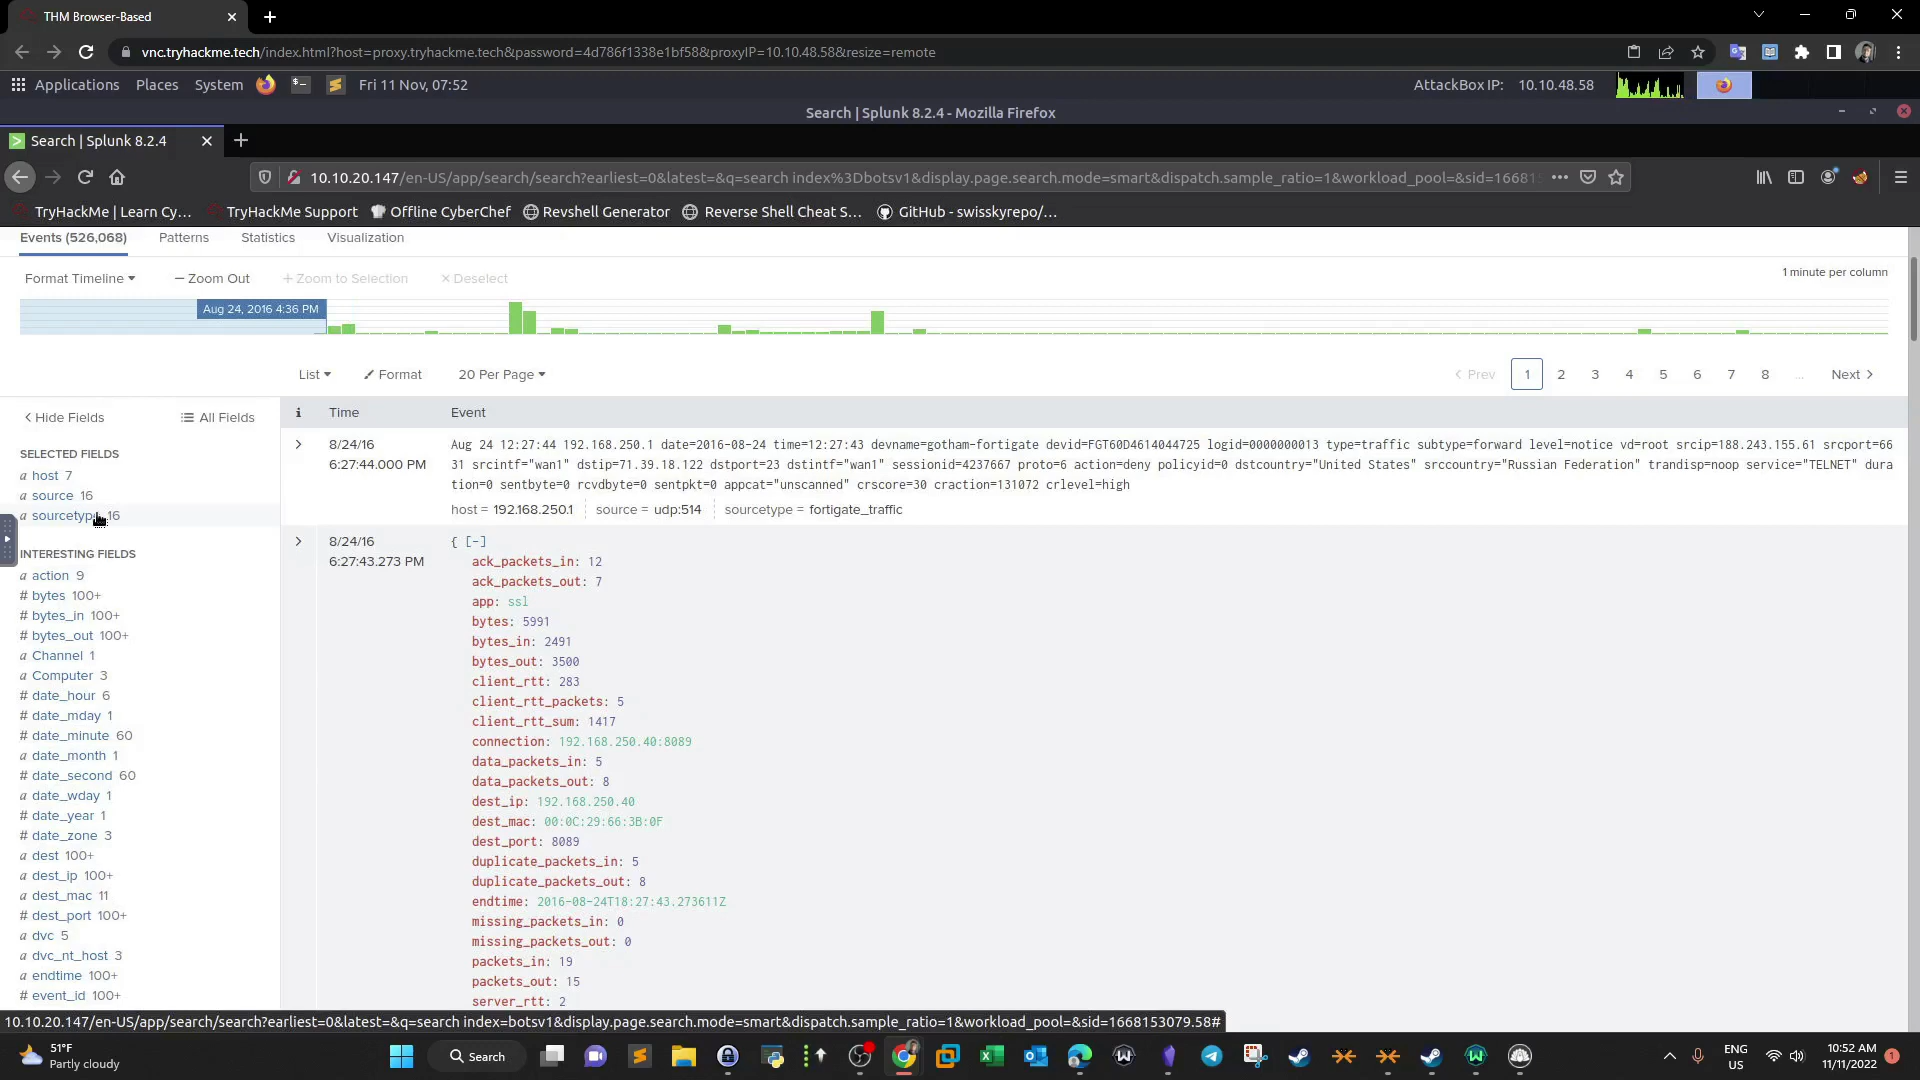 THM Browser-Based
vnc.tryhackme.tech/index.html?host=proxy.tryhackme.tech&password=4d786f1338e1bf58&proxyIP=10.10.48.58&resize=remote
Applications Places System Fri 11 Nov, 07:52 AttackBox IP: 10.10.48.58
Search | Splunk 8.2.4 - Mozilla Firefox
Search | Splunk 8.2.4
10.10.20.147/en-US/app/search/search?earliest=0&latest=&q=search index%3Dbotsv1&display.page.search.mode=smart&dispatch.sample_ratio=1&workload_pool=&sid=16681
TryHackMe | Learn Cy… TryHackMe Support Offline CyberChef Revshell Generator Reverse Shell Cheat S… GitHub - swisskyrepo/…
Events (526,068) Patterns Statistics Visualization
Format Timeline – Zoom Out + Zoom to Selection × Deselect 1 minute per column
Aug 24, 2016 4:36 PM
List Format 20 Per Page < Prev 1 2 3 4 5 6 7 8 ... Next >
< Hide Fields All Fields
i Time Event
SELECTED FIELDS
a host 7
a source 16
a sourcetype 16
INTERESTING FIELDS
a action 9
# bytes 100+
# bytes_in 100+
# bytes_out 100+
a Channel 1
a Computer 3
# date_hour 6
# date_mday 1
# date_minute 60
a date_month 1
# date_second 60
a date_wday 1
# date_year 1
# date_zone 3
a dest 100+
a dest_ip 100+
a dest_mac 11
# dest_port 100+
a dvc 5
a dvc_nt_host 3
a endtime 100+
# event_id 100+
8/24/16
6:27:44.000 PM
Aug 24 12:27:44 192.168.250.1 date=2016-08-24 time=12:27:43 devname=gotham-fortigate devid=FGT60D4614044725 logid=0000000013 type=traffic subtype=forward level=notice vd=root srcip=188.243.155.61 srcport=66
31 srcintf="wan1" dstip=71.39.18.122 dstport=23 dstintf="wan1" sessionid=4237667 proto=6 action=deny policyid=0 dstcountry="United States" srccountry="Russian Federation" trandisp=noop service="TELNET" dura
tion=0 sentbyte=0 rcvdbyte=0 sentpkt=0 appcat="unscanned" crscore=30 craction=131072 crlevel=high
host = 192.168.250.1 source = udp:514 sourcetype = fortigate_traffic
8/24/16
6:27:43.273 PM
{ [-]
ack_packets_in: 12
ack_packets_out: 7
app: ssl
bytes: 5991
bytes_in: 2491
bytes_out: 3500
client_rtt: 283
client_rtt_packets: 5
client_rtt_sum: 1417
connection: 192.168.250.40:8089
data_packets_in: 5
data_packets_out: 8
dest_ip: 192.168.250.40
dest_mac: 00:0C:29:66:3B:0F
dest_port: 8089
duplicate_packets_in: 5
duplicate_packets_out: 8
endtime: 2016-08-24T18:27:43.273611Z
missing_packets_in: 0
missing_packets_out: 0
packets_in: 19
packets_out: 15
server_rtt: 2
10.10.20.147/en-US/app/search/search?earliest=0&latest=&q=search index=botsv1&display.page.search.mode=smart&dispatch.sample_ratio=1&workload_pool=&sid=1668153079.58#
51°F
Partly cloudy
Search
ENG
US
10:52 AM
11/11/2022
1